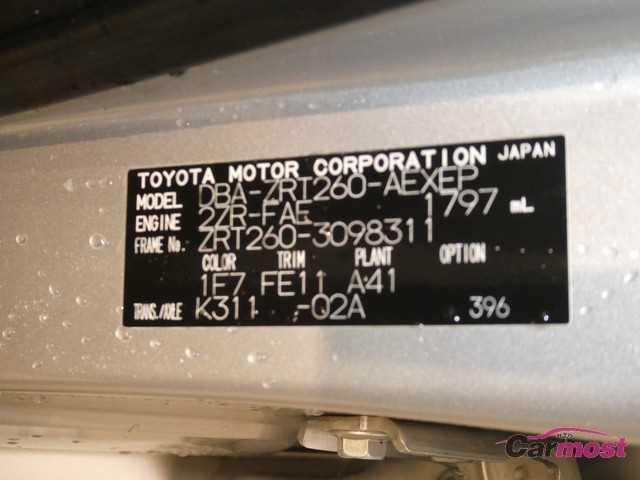 TOYOTA MOTOR CORPORATION JAPAN
MODEL DBA-ZRT260-AEXEP
ENGINE 2ZR-FAE 1797 mL
FRAME No. ZRT260-3098311
COLOR TRIM PLANT OPTION
1E7 FE11 A41
TRANS./AXLE K311 -02A 396
Carmost